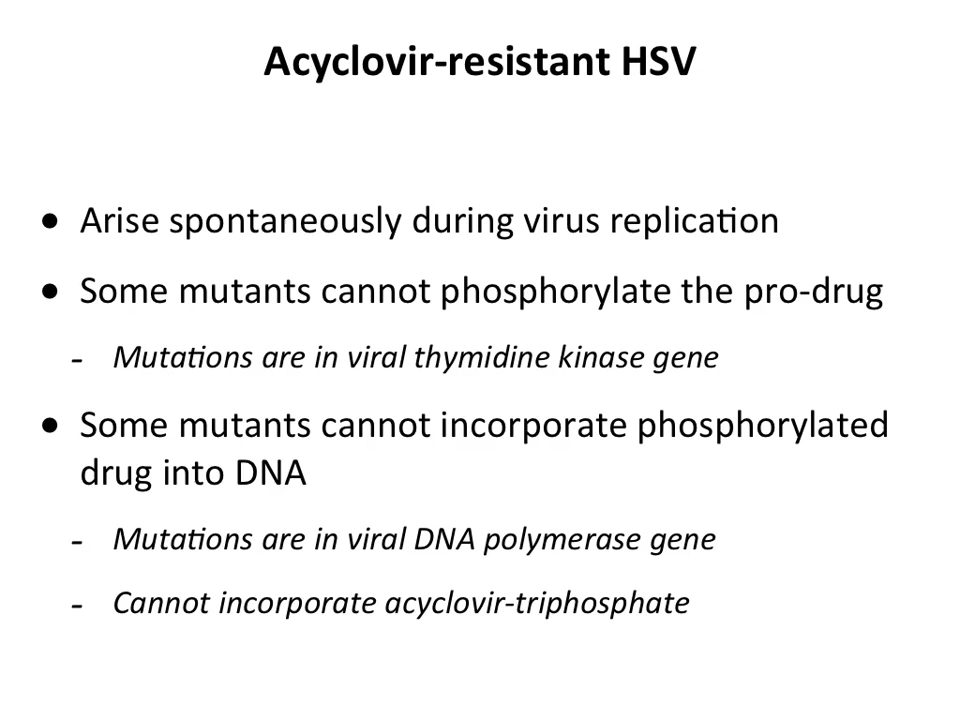 Acyclovir-resistant HSV
• Arise spontaneously during virus replication
• Some mutants cannot phosphorylate the pro-drug
- Mutations are in viral thymidine kinase gene
• Some mutants cannot incorporate phosphorylated
drug into DNA
- Mutations are in viral DNA polymerase gene
- Cannot incorporate acyclovir-triphosphate